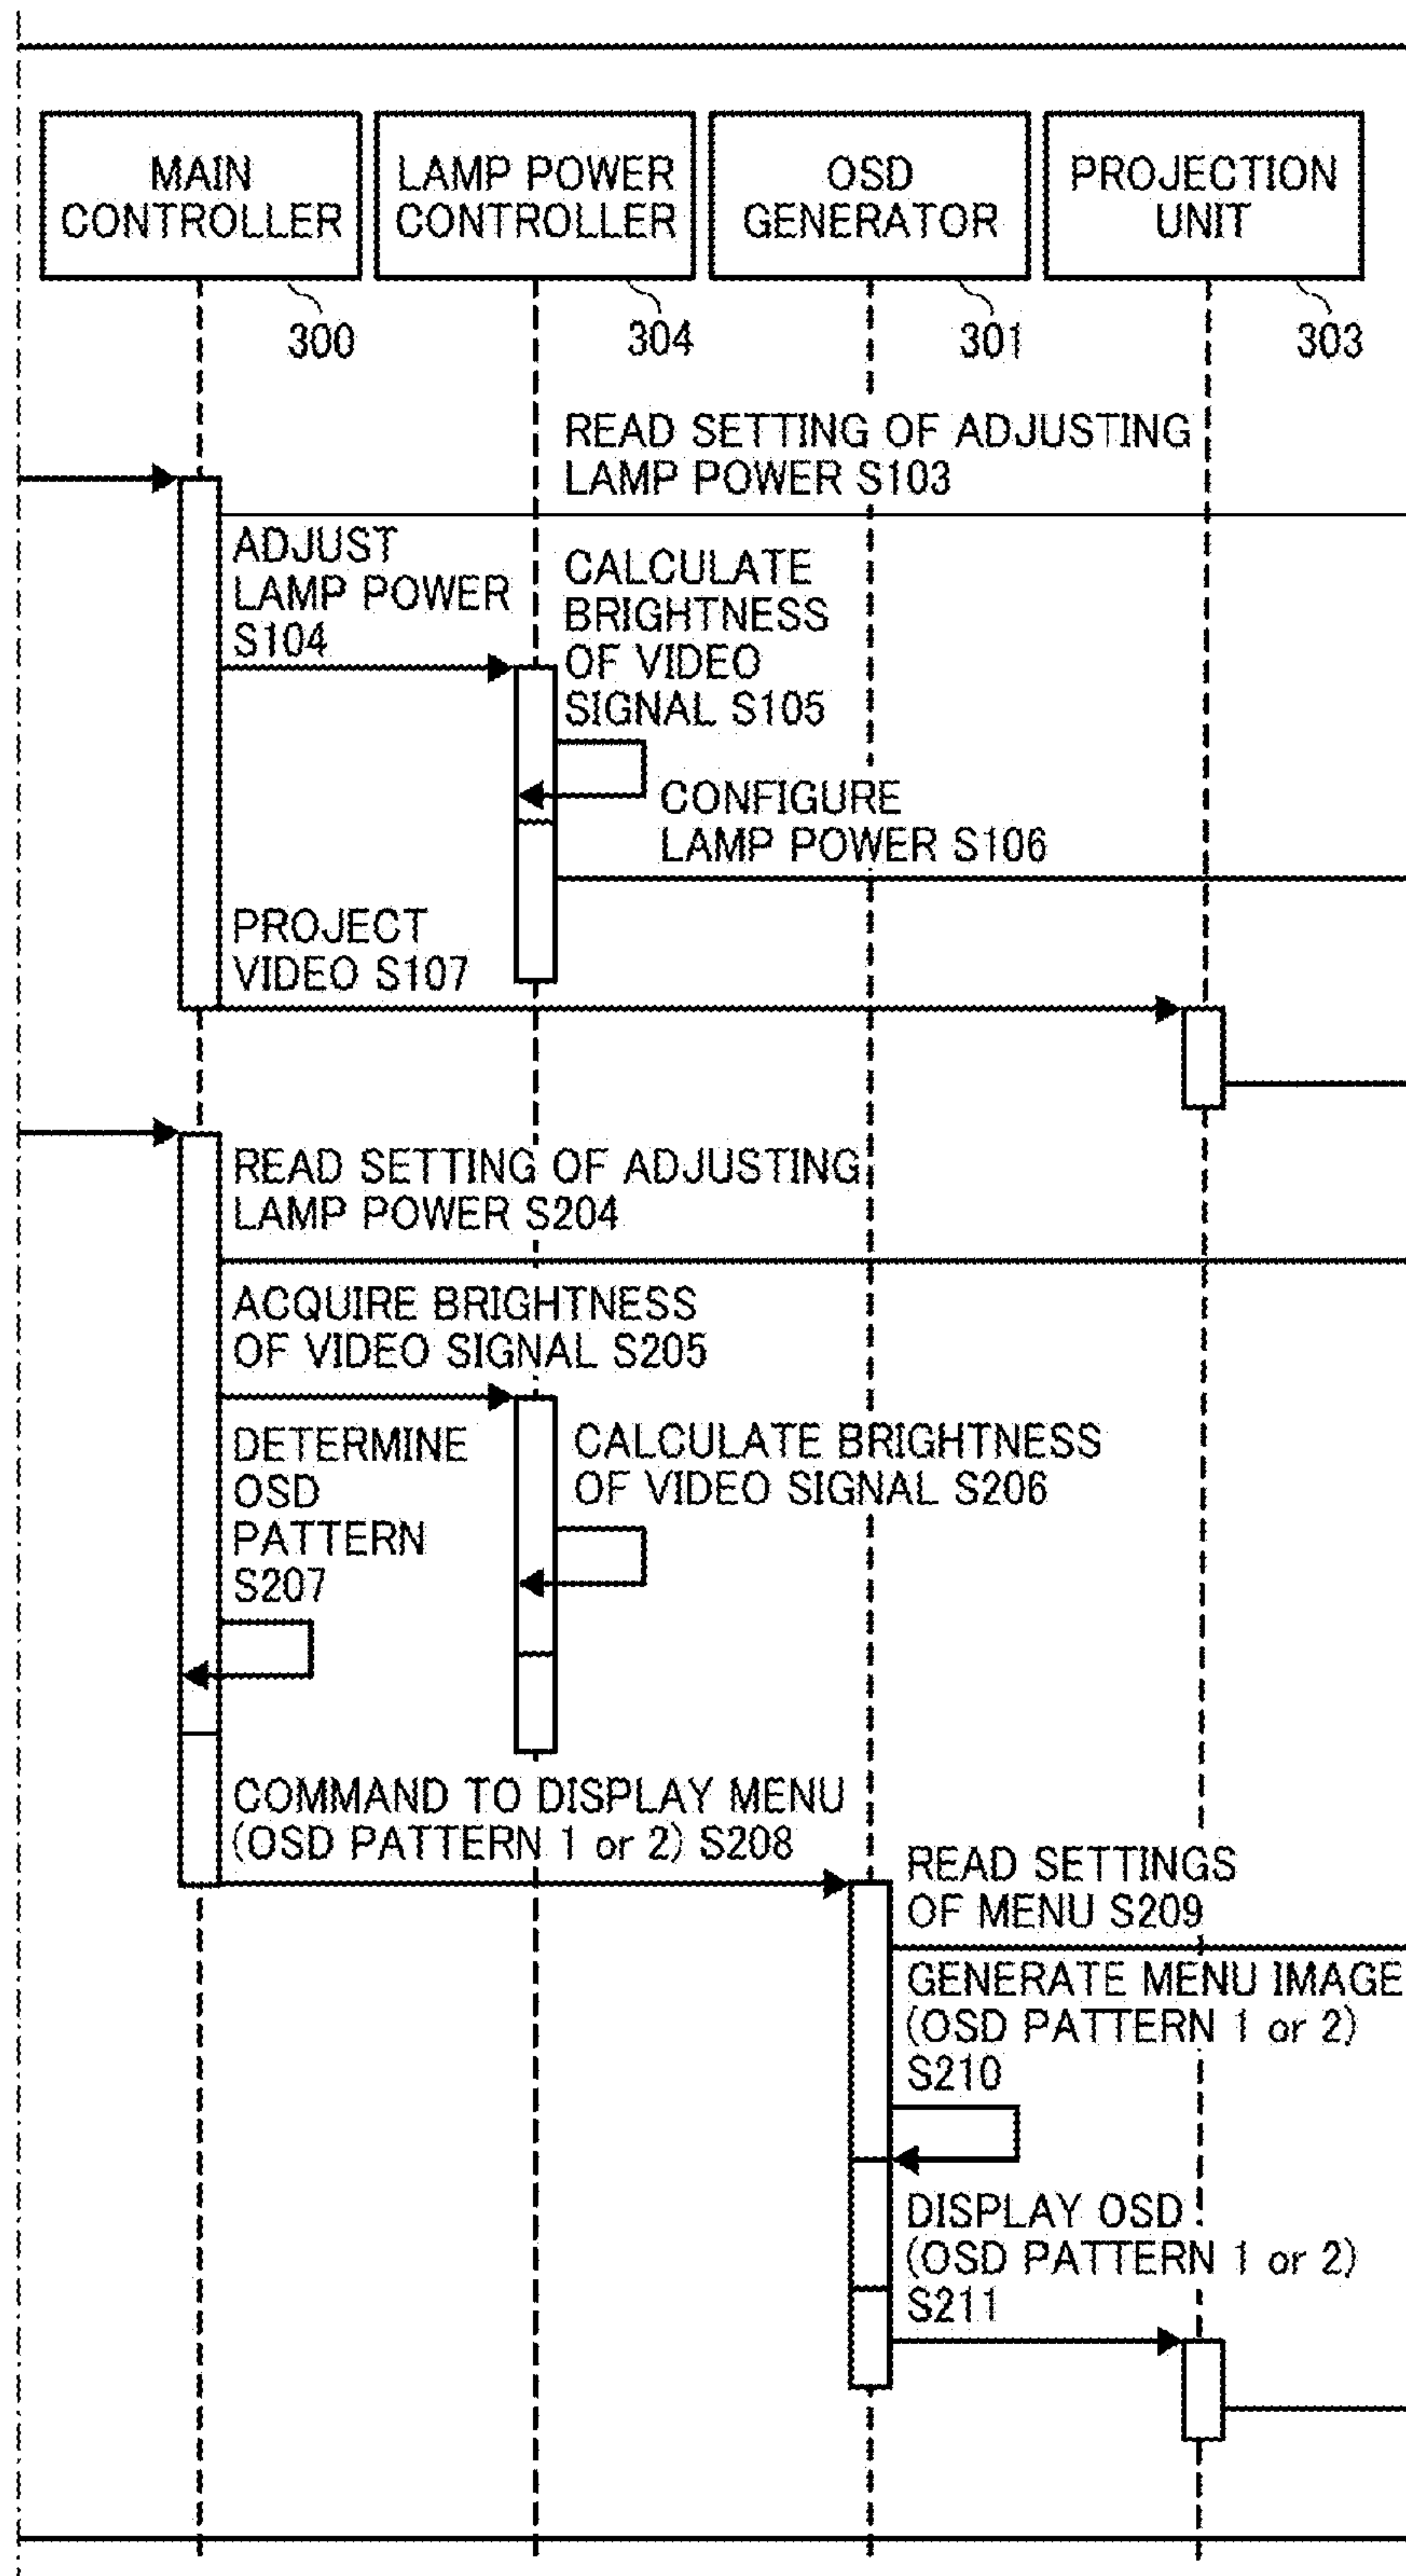 MAIN
CONTROLLER
LAMP POWER
CONTROLLER
OSD
GENERATOR
PROJECTION
UNIT
300
304
301
303
READ SETTING OF ADJUSTING
LAMP POWER S103
ADJUST
LAMP POWER
S104
CALCULATE
BRIGHTNESS
OF VIDEO
SIGNAL S105
CONFIGURE
LAMP POWER S106
PROJECT
VIDEO S107
READ SETTING OF ADJUSTING
LAMP POWER S204
ACQUIRE BRIGHTNESS
OF VIDEO SIGNAL S205
DETERMINE
OSD
PATTERN
S207
CALCULATE BRIGHTNESS
OF VIDEO SIGNAL S206
COMMAND TO DISPLAY MENU
(OSD PATTERN 1 or 2) S208
READ SETTINGS
OF MENU S209
GENERATE MENU IMAGE
(OSD PATTERN 1 or 2)
S210
DISPLAY OSD
(OSD PATTERN 1 or 2)
S211